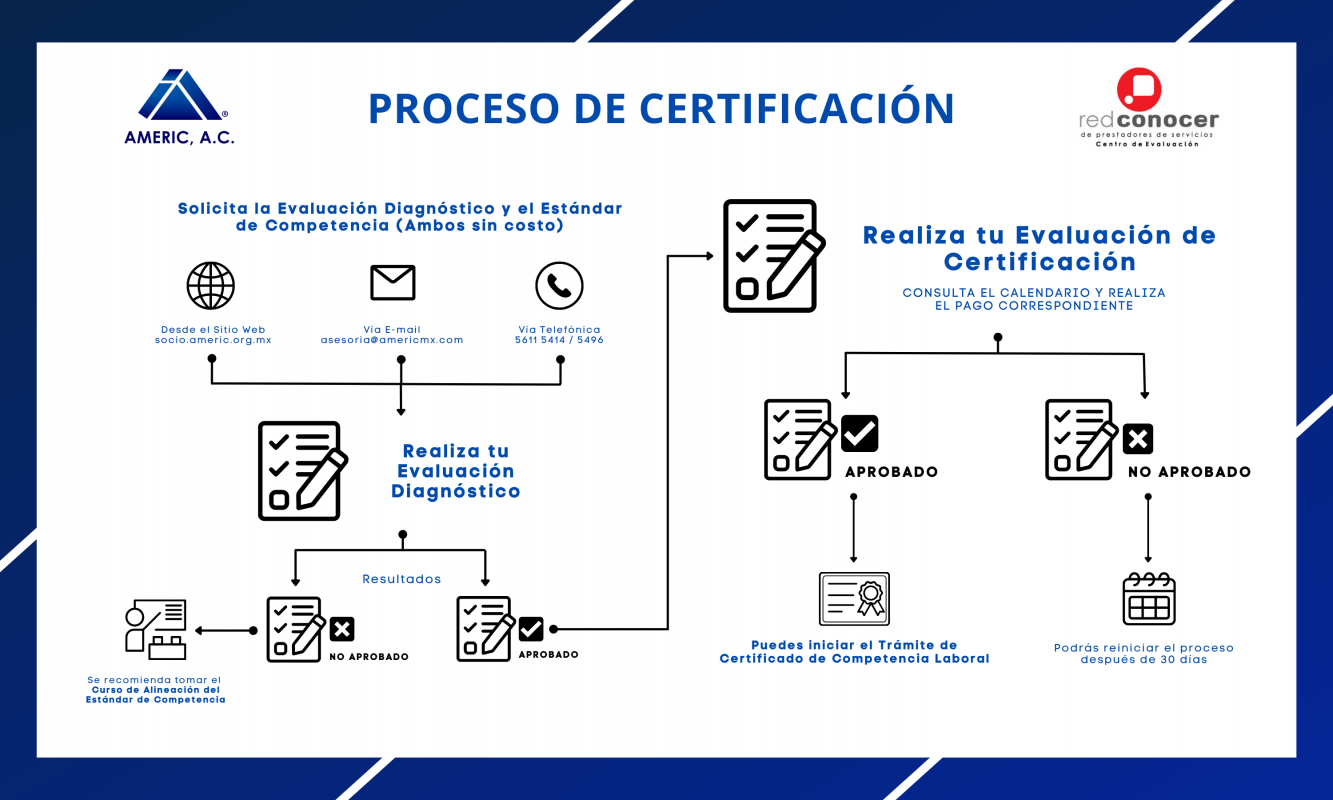 AMERIC, A.C.
®
PROCESO DE CERTIFICACIÓN
redconocer
de prestadores de servicios
Centro de Evaluación
Solicita la Evaluación Diagnóstico y el Estándar
de Competencia (Ambos sin costo)
Desde el Sitio Web
socio.americ.org.mx
Vía E-mail
asesoria@americmx.com
Vía Telefónica
5611 5414 / 5496
Realiza tu
Evaluación
Diagnóstico
Resultados
NO APROBADO
APROBADO
Se recomienda tomar el
Curso de Alineación del
Estándar de Competencia
Realiza tu Evaluación de
Certificación
CONSULTA EL CALENDARIO Y REALIZA
EL PAGO CORRESPONDIENTE
APROBADO
NO APROBADO
Puedes iniciar el Trámite de
Certificado de Competencia Laboral
Podrás reiniciar el proceso
después de 30 días